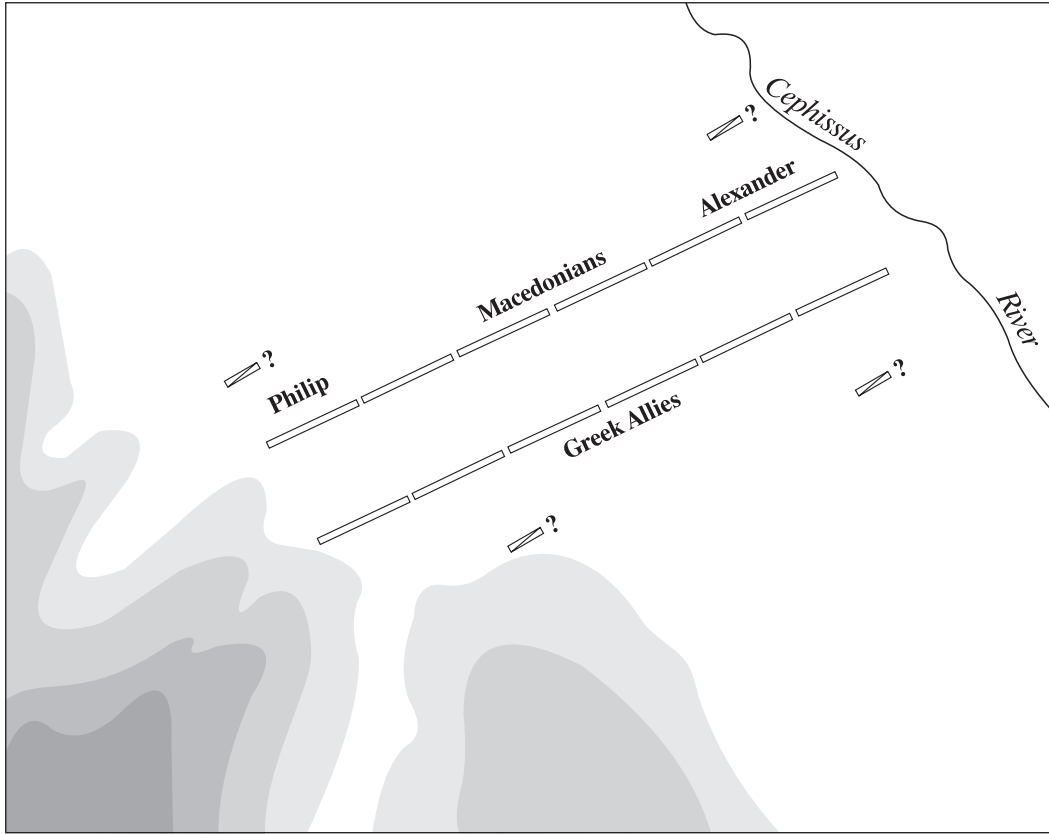 ?
Cephissus
Alexander
Macedonians
River
?
Philip
?
Greek Allies
?